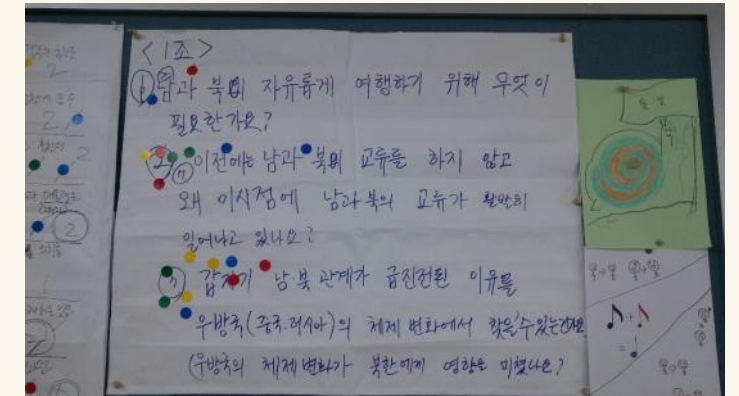 <1조>
① 남과 북의 자유롭게 여행하기 위해 무엇이
필요한가요?
② 이전에는 남과 북의 교류를 하지 않고
왜 이시점에 남과 북의 교류가 활발히
일어나고 있나요?
③ 갑자기 남·북 관계가 급진전된 이유를
우방국(중국.러시아)의 체제 변화에서 찾을 수 있는건가요
(우방국의 체제 변화가 북한에게 영향을 미쳤나요?